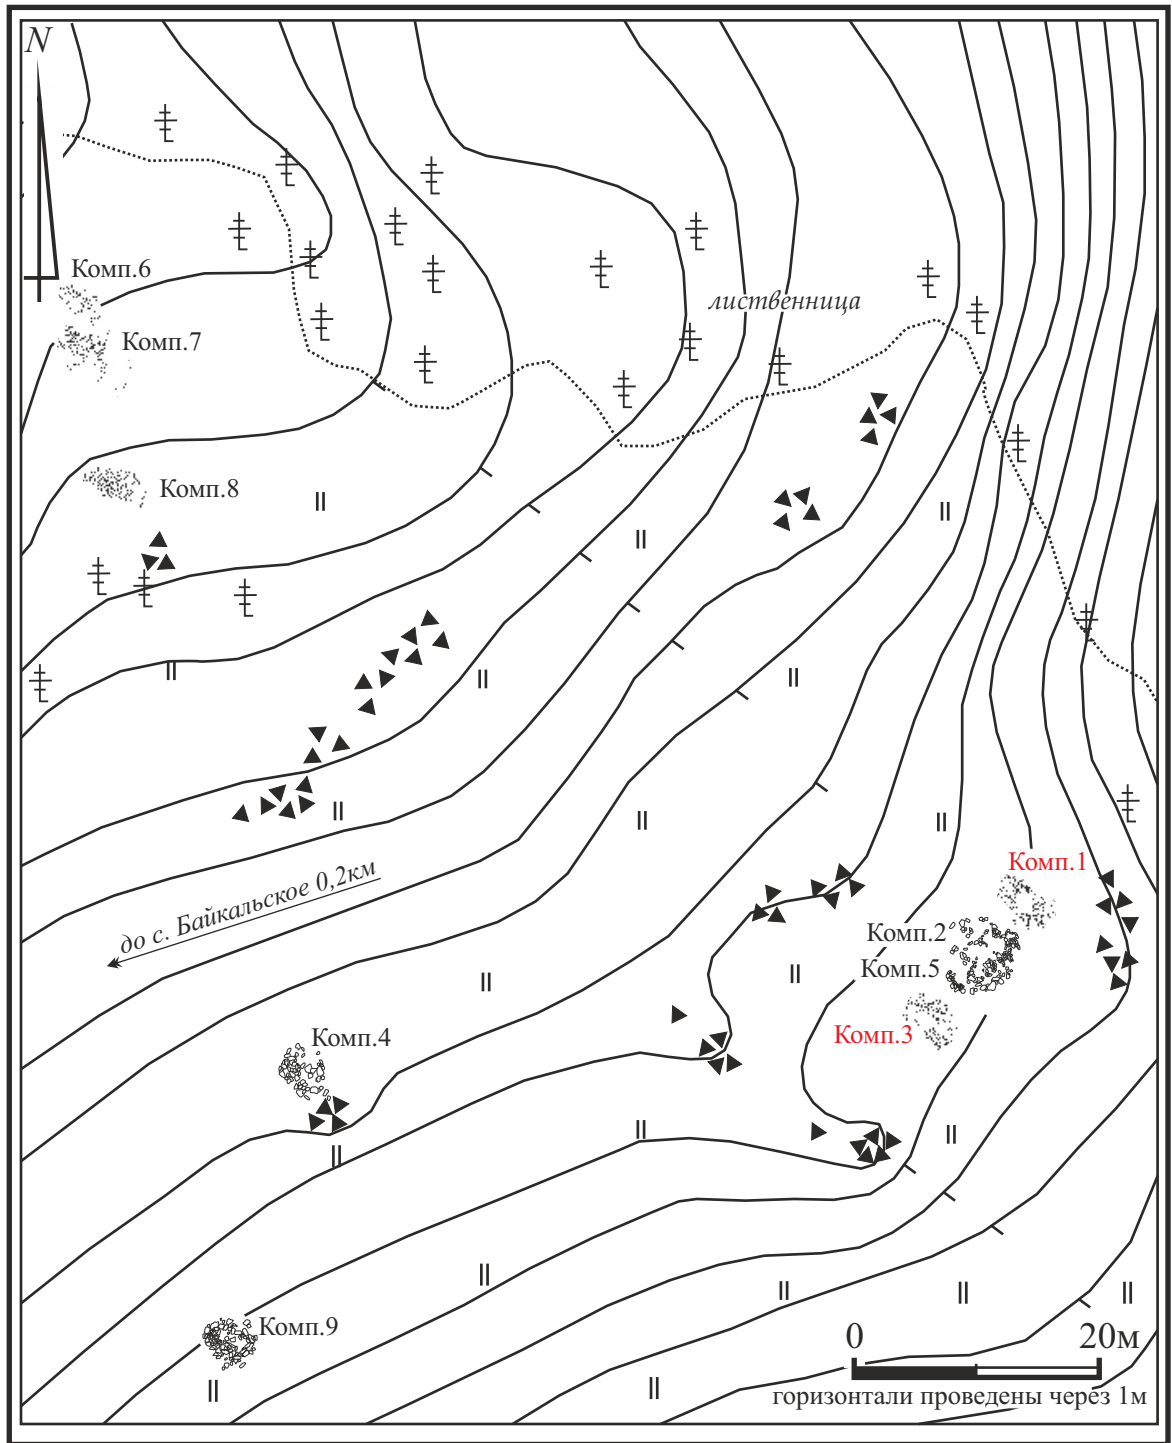 N
Комп.6
Комп.7
лиственница
Комп.8
Комп.1
до с. Байкальское 0,2км
Комп.2
Комп.5
Комп.3
Комп.4
Комп.9
0 20м
горизонтали проведены через 1м